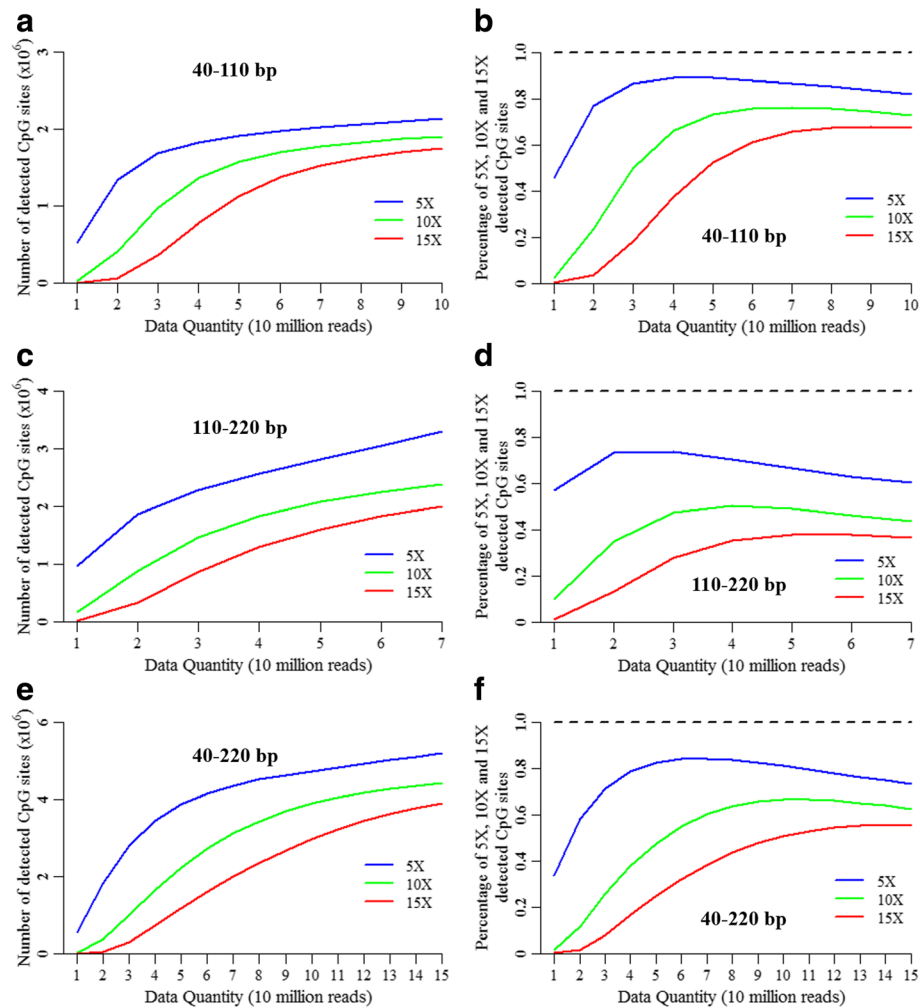 a
Number of detected CpG sites (x10⁶)
3
2
1
0
40-110 bp
5X
10X
15X
1 2 3 4 5 6 7 8 9 10
Data Quantity (10 million reads)
b
Percentage of 5X, 10X and 15X
detected CpG sites
1.0
0.8
0.6
0.4
0.2
0
5X
10X
15X
40-110 bp
1 2 3 4 5 6 7 8 9 10
Data Quantity (10 million reads)
c
Number of detected CpG sites (x10⁶)
4
3
2
1
0
110-220 bp
5X
10X
15X
1 2 3 4 5 6 7
Data Quantity (10 million reads)
d
Percentage of 5X, 10X and 15X
detected CpG sites
1.0
0.8
0.6
0.4
0.2
0
5X
10X
15X
110-220 bp
1 2 3 4 5 6 7
Data Quantity (10 million reads)
e
Number of detected CpG sites (x10⁶)
6
4
2
0
40-220 bp
5X
10X
15X
1 2 3 4 5 6 7 8 9 10 11 12 13 14 15
Data Quantity (10 million reads)
f
Percentage of 5X, 10X and 15X
detected CpG sites
1.0
0.8
0.6
0.4
0.2
0
5X
10X
15X
40-220 bp
1 2 3 4 5 6 7 8 9 10 11 12 13 14 15
Data Quantity (10 million reads)